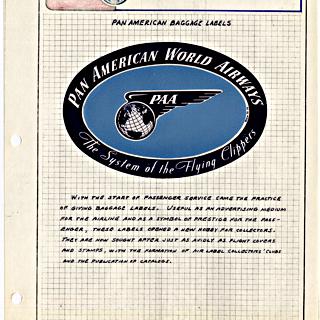 PAN AMERICAN BAGGAGE LABELS
PAN AMERICAN WORLD AIRWAYS
PAA
The System of the Flying Clippers
WITH THE START OF PASSENGER SERVICE CAME THE PRACTICE
OF GIVING BAGGAGE LABELS. USEFUL AS AN ADVERTISING MEDIUM
FOR THE AIRLINE AND AS A SYMBOL OF PRESTIGE FOR THE PASS-
ENGER, THESE LABELS OPENED A NEW HOBBY FOR COLLECTORS.
THEY ARE NOW SOUGHT AFTER JUST AS AVIDLY AS FLIGHT COVERS
AND STAMPS, WITH THE FORMATION OF AIR LABEL COLLECTORS' CLUBS
AND THE PUBLICATION OF CATALOGS.